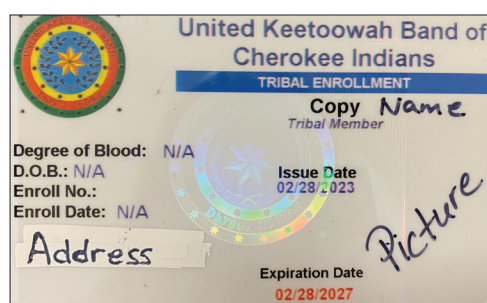 United Keetoowah Band of
Cherokee Indians
TRIBAL ENROLLMENT
Copy Name
Tribal Member
Degree of Blood: N/A
D.O.B.: N/A
Enroll No.:
Enroll Date: N/A
Issue Date
02/28/2023
Address
Picture
Expiration Date
02/28/2027